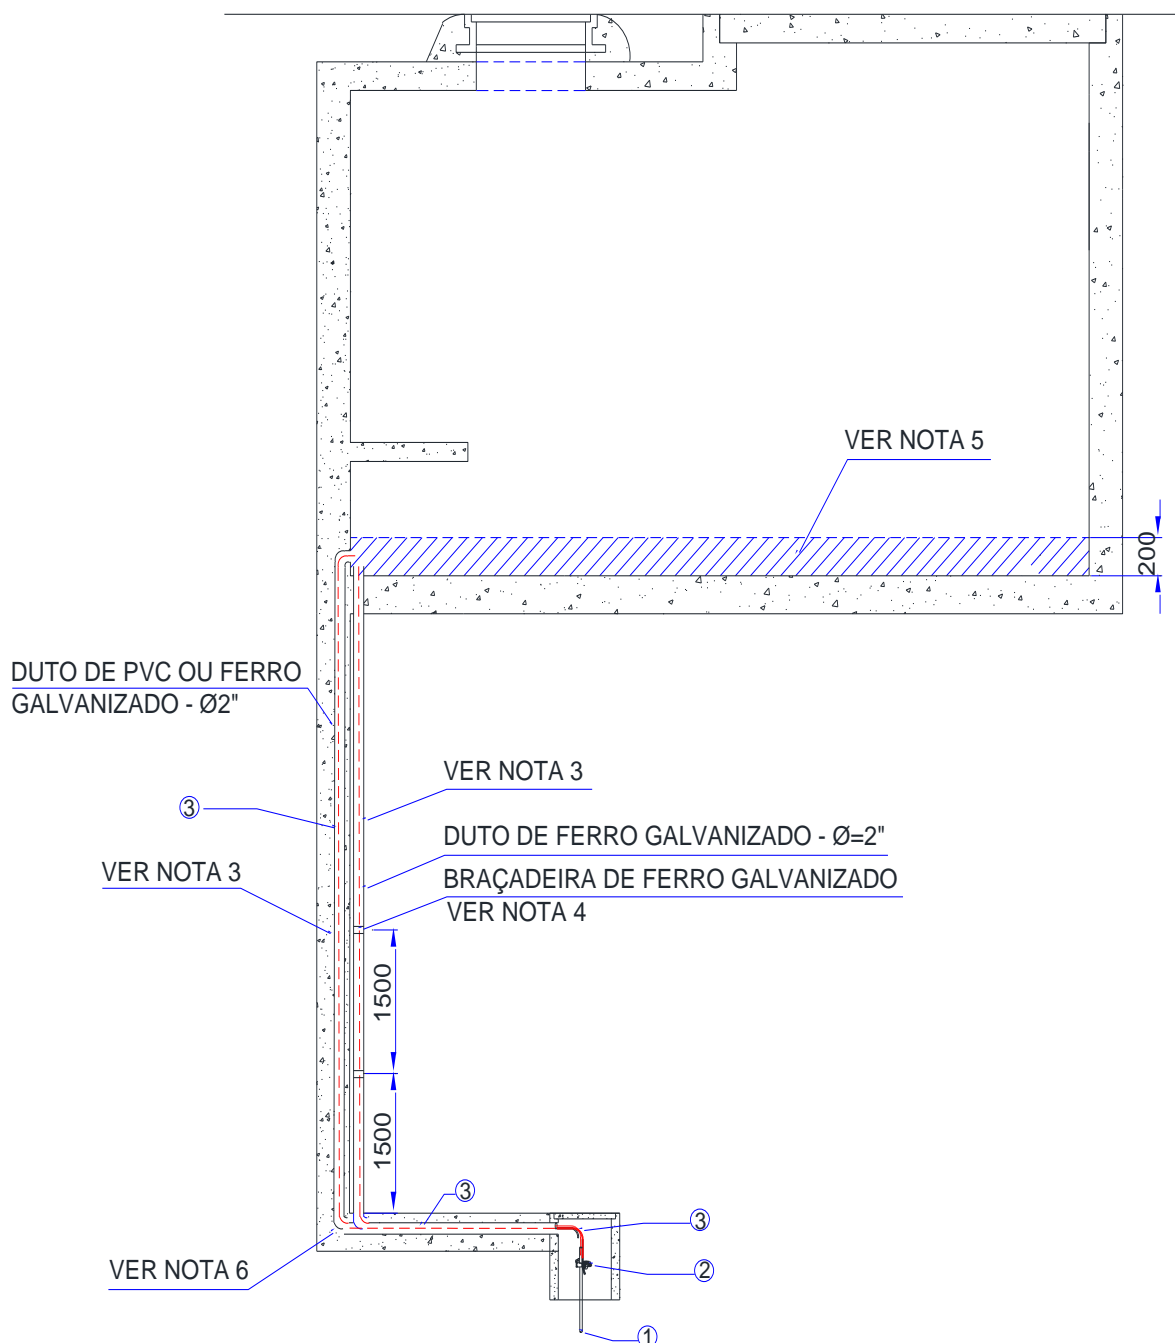 VER NOTA 5
200
DUTO DE PVC OU FERRO
GALVANIZADO - Ø2"
VER NOTA 3
3
DUTO DE FERRO GALVANIZADO - Ø=2"
VER NOTA 3
BRAÇADEIRA DE FERRO GALVANIZADO
VER NOTA 4
1500
1500
3
3
VER NOTA 6
2
1